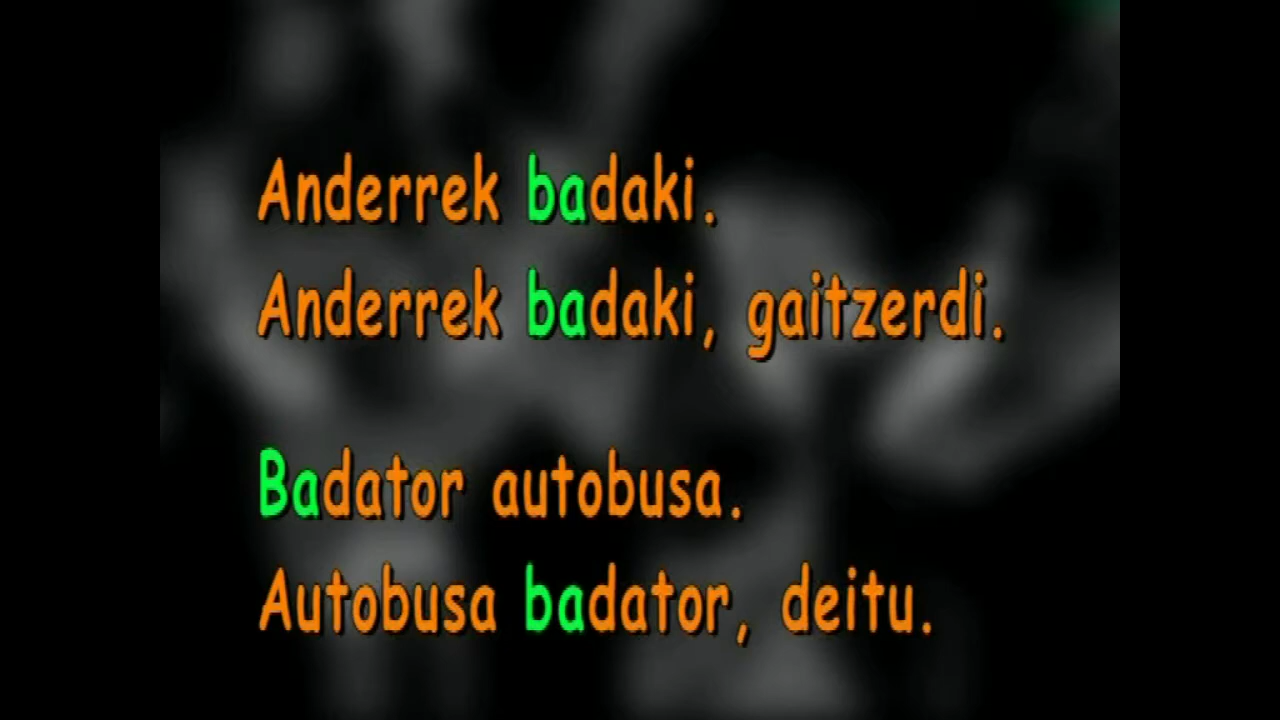 Anderrek badaki.
Anderrek badaki, gaitzerdi.
Badator autobusa.
Autobusa badator, deitu.